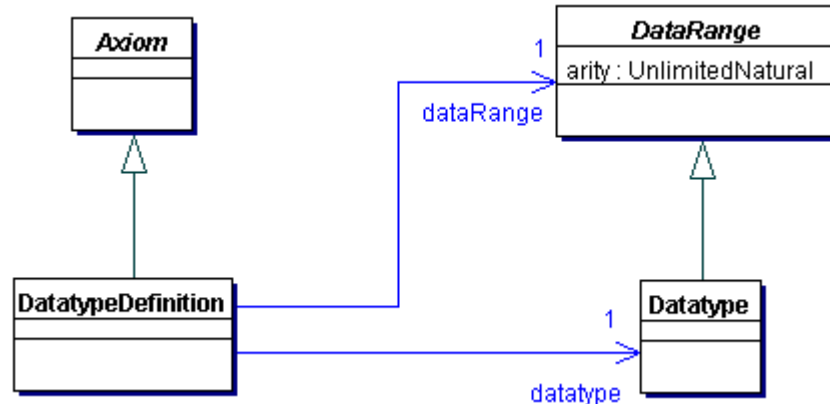 Axiom
DataRange
arity : UnlimitedNatural
1
dataRange
DatatypeDefinition
Datatype
1
datatype